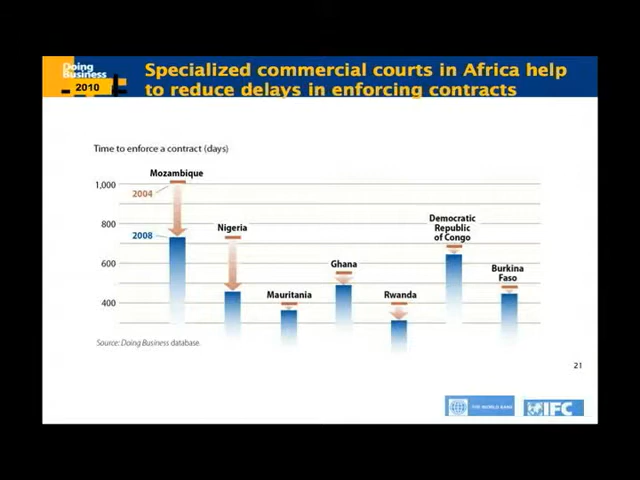 Doing
Business
2010
Specialized commercial courts in Africa help
to reduce delays in enforcing contracts
Time to enforce a contract (days)
Mozambique
1,000
2004
800
2008
600
400
Nigeria
Mauritania
Ghana
Rwanda
Democratic
Republic
of Congo
Burkina
Faso
Source: Doing Business database.
21
THE WORLD BANK
IFC